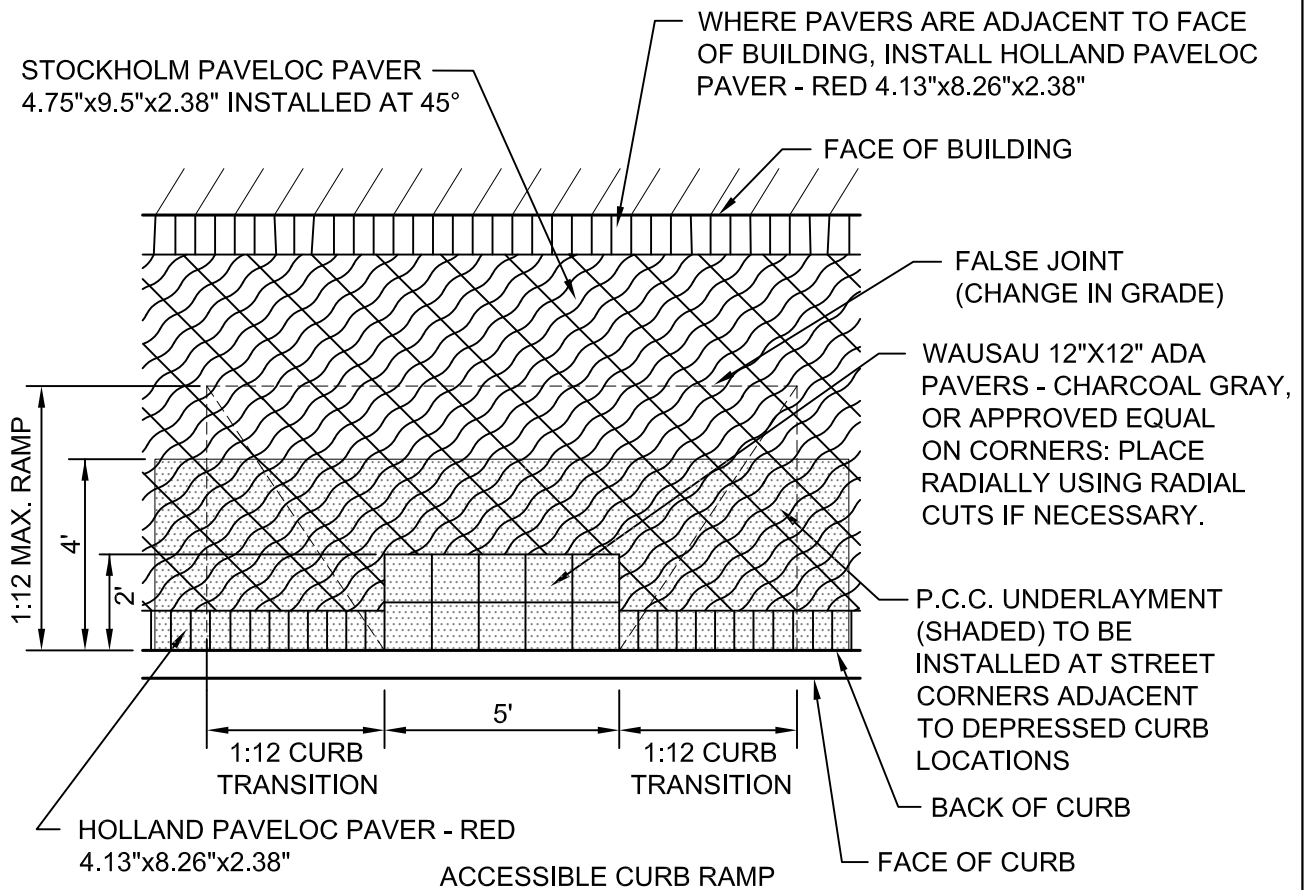 WHERE PAVERS ARE ADJACENT TO FACE
OF BUILDING, INSTALL HOLLAND PAVELOC
PAVER - RED 4.13"x8.26"x2.38"
STOCKHOLM PAVELOC PAVER
4.75"x9.5"x2.38" INSTALLED AT 45°
FACE OF BUILDING
FALSE JOINT
(CHANGE IN GRADE)
WAUSAU 12"X12" ADA
PAVERS - CHARCOAL GRAY,
OR APPROVED EQUAL
ON CORNERS: PLACE
RADIALLY USING RADIAL
CUTS IF NECESSARY.
1:12 MAX. RAMP
4'
2'
P.C.C. UNDERLAYMENT
(SHADED) TO BE
INSTALLED AT STREET
CORNERS ADJACENT
TO DEPRESSED CURB
LOCATIONS
5'
1:12 CURB
TRANSITION
1:12 CURB
TRANSITION
BACK OF CURB
HOLLAND PAVELOC PAVER - RED
4.13"x8.26"x2.38"
FACE OF CURB
ACCESSIBLE CURB RAMP